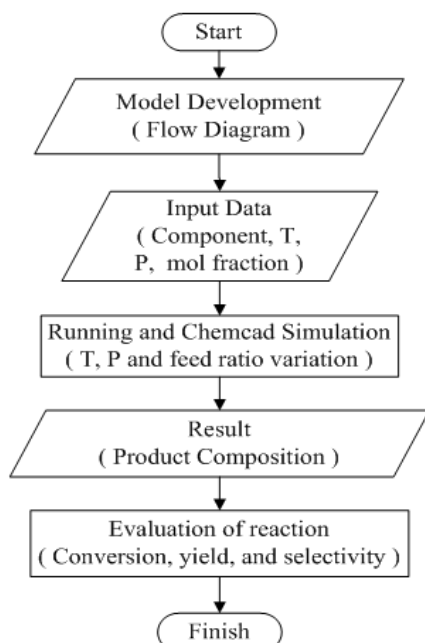 Start
Model Development
( Flow Diagram )
Input Data
( Component, T,
P, mol fraction )
Running and Chemcad Simulation
( T, P and feed ratio variation )
Result
( Product Composition )
Evaluation of reaction
( Conversion, yield, and selectivity )
Finish